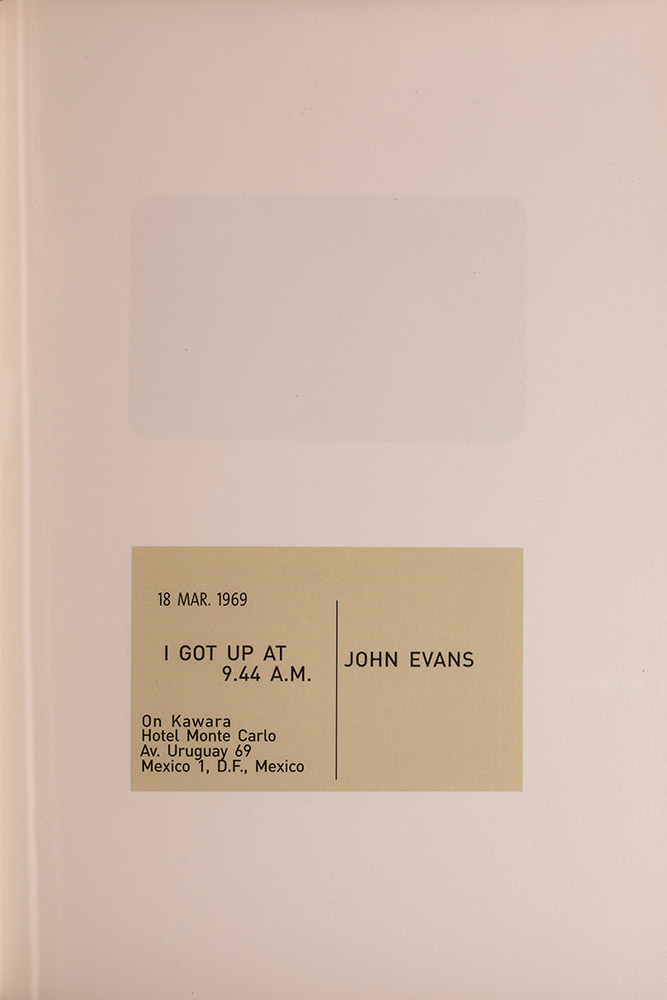 18 MAR. 1969
I GOT UP AT
9.44 A.M.
On Kawara
Hotel Monte Carlo
Av. Uruguay 69
Mexico 1, D.F., Mexico
JOHN EVANS